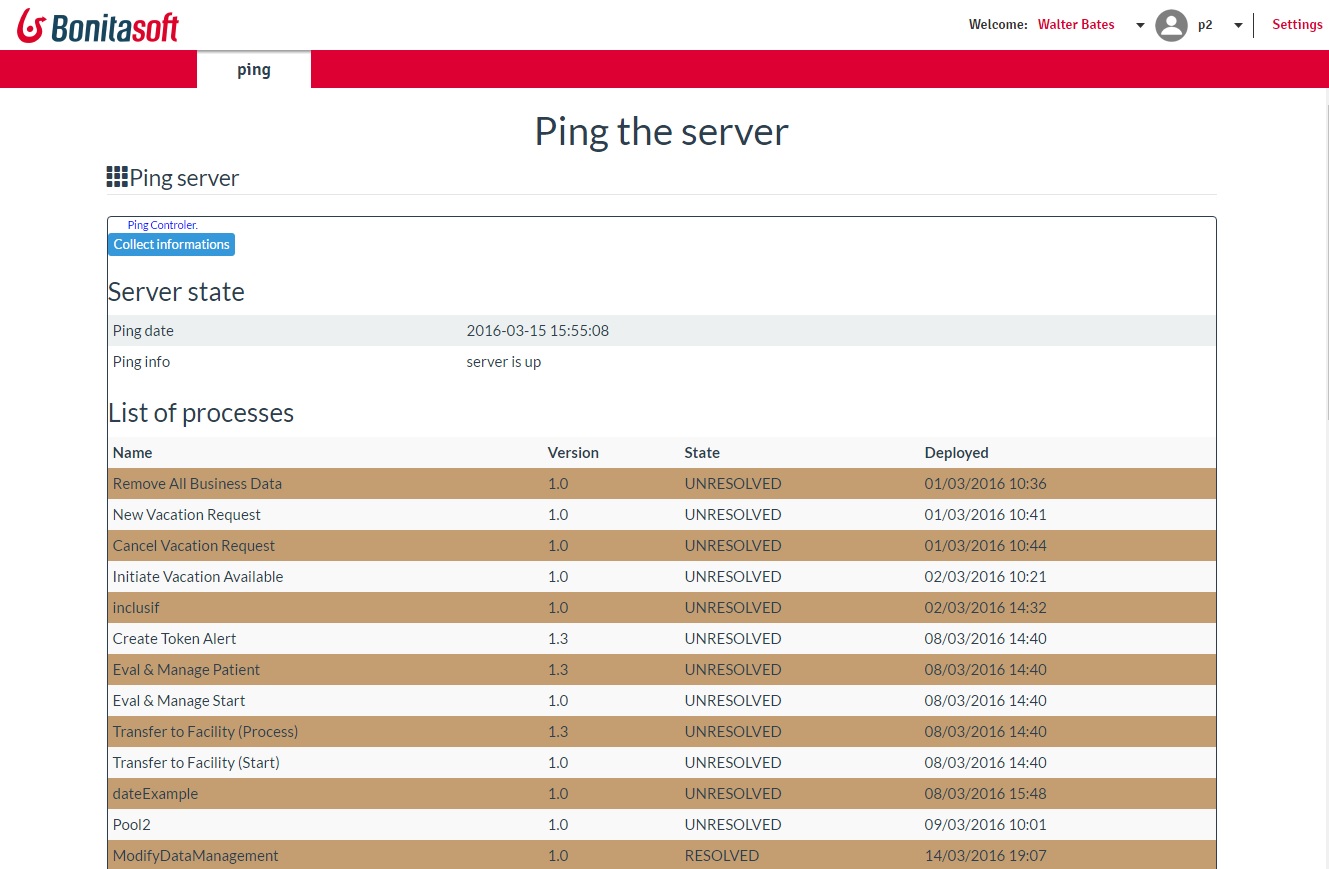 Bonitasoft Welcome: Walter Bates p2 Settings
ping
Ping the server
Ping server
Ping Controler.
Collect informations
Server state
Ping date 2016-03-15 15:55:08
Ping info server is up
List of processes
Name Version State Deployed
Remove All Business Data 1.0 UNRESOLVED 01/03/2016 10:36
New Vacation Request 1.0 UNRESOLVED 01/03/2016 10:41
Cancel Vacation Request 1.0 UNRESOLVED 01/03/2016 10:44
Initiate Vacation Available 1.0 UNRESOLVED 02/03/2016 10:21
inclusif 1.0 UNRESOLVED 02/03/2016 14:32
Create Token Alert 1.3 UNRESOLVED 08/03/2016 14:40
Eval & Manage Patient 1.3 UNRESOLVED 08/03/2016 14:40
Eval & Manage Start 1.0 UNRESOLVED 08/03/2016 14:40
Transfer to Facility (Process) 1.3 UNRESOLVED 08/03/2016 14:40
Transfer to Facility (Start) 1.0 UNRESOLVED 08/03/2016 14:40
dateExample 1.0 UNRESOLVED 08/03/2016 15:48
Pool2 1.0 UNRESOLVED 09/03/2016 10:01
ModifyDataManagement 1.0 RESOLVED 14/03/2016 19:07